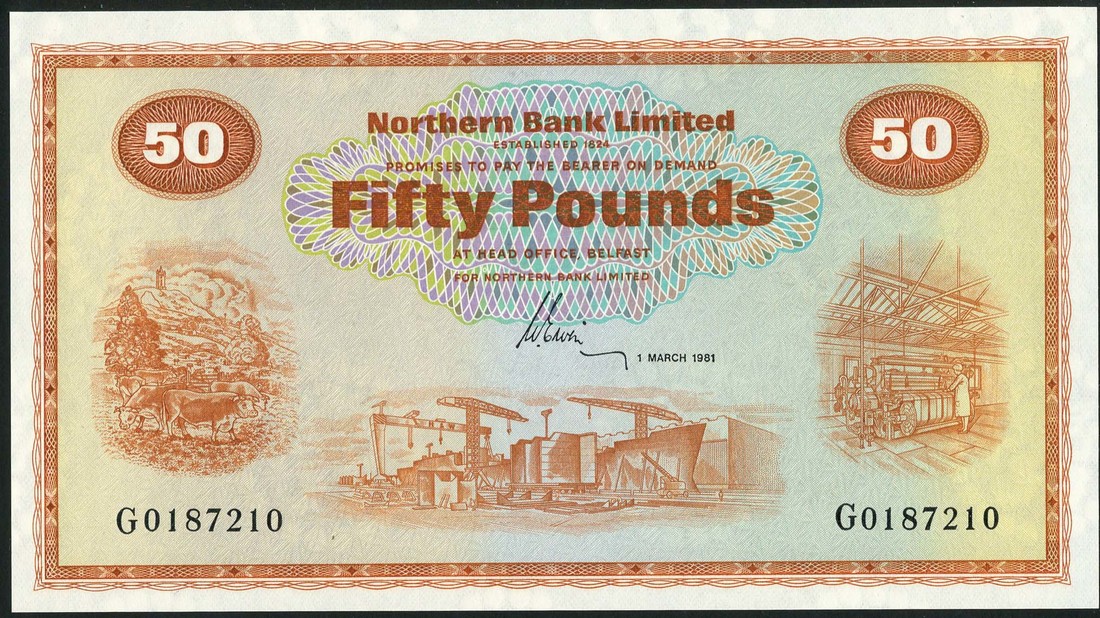 50
50
Northern Bank Limited
ESTABLISHED 1824
PROMISES TO PAY THE BEARER ON DEMAND
Fifty Pounds
AT HEAD OFFICE, BELFAST
FOR NORTHERN BANK LIMITED
1 MARCH 1981
G0187210
G0187210